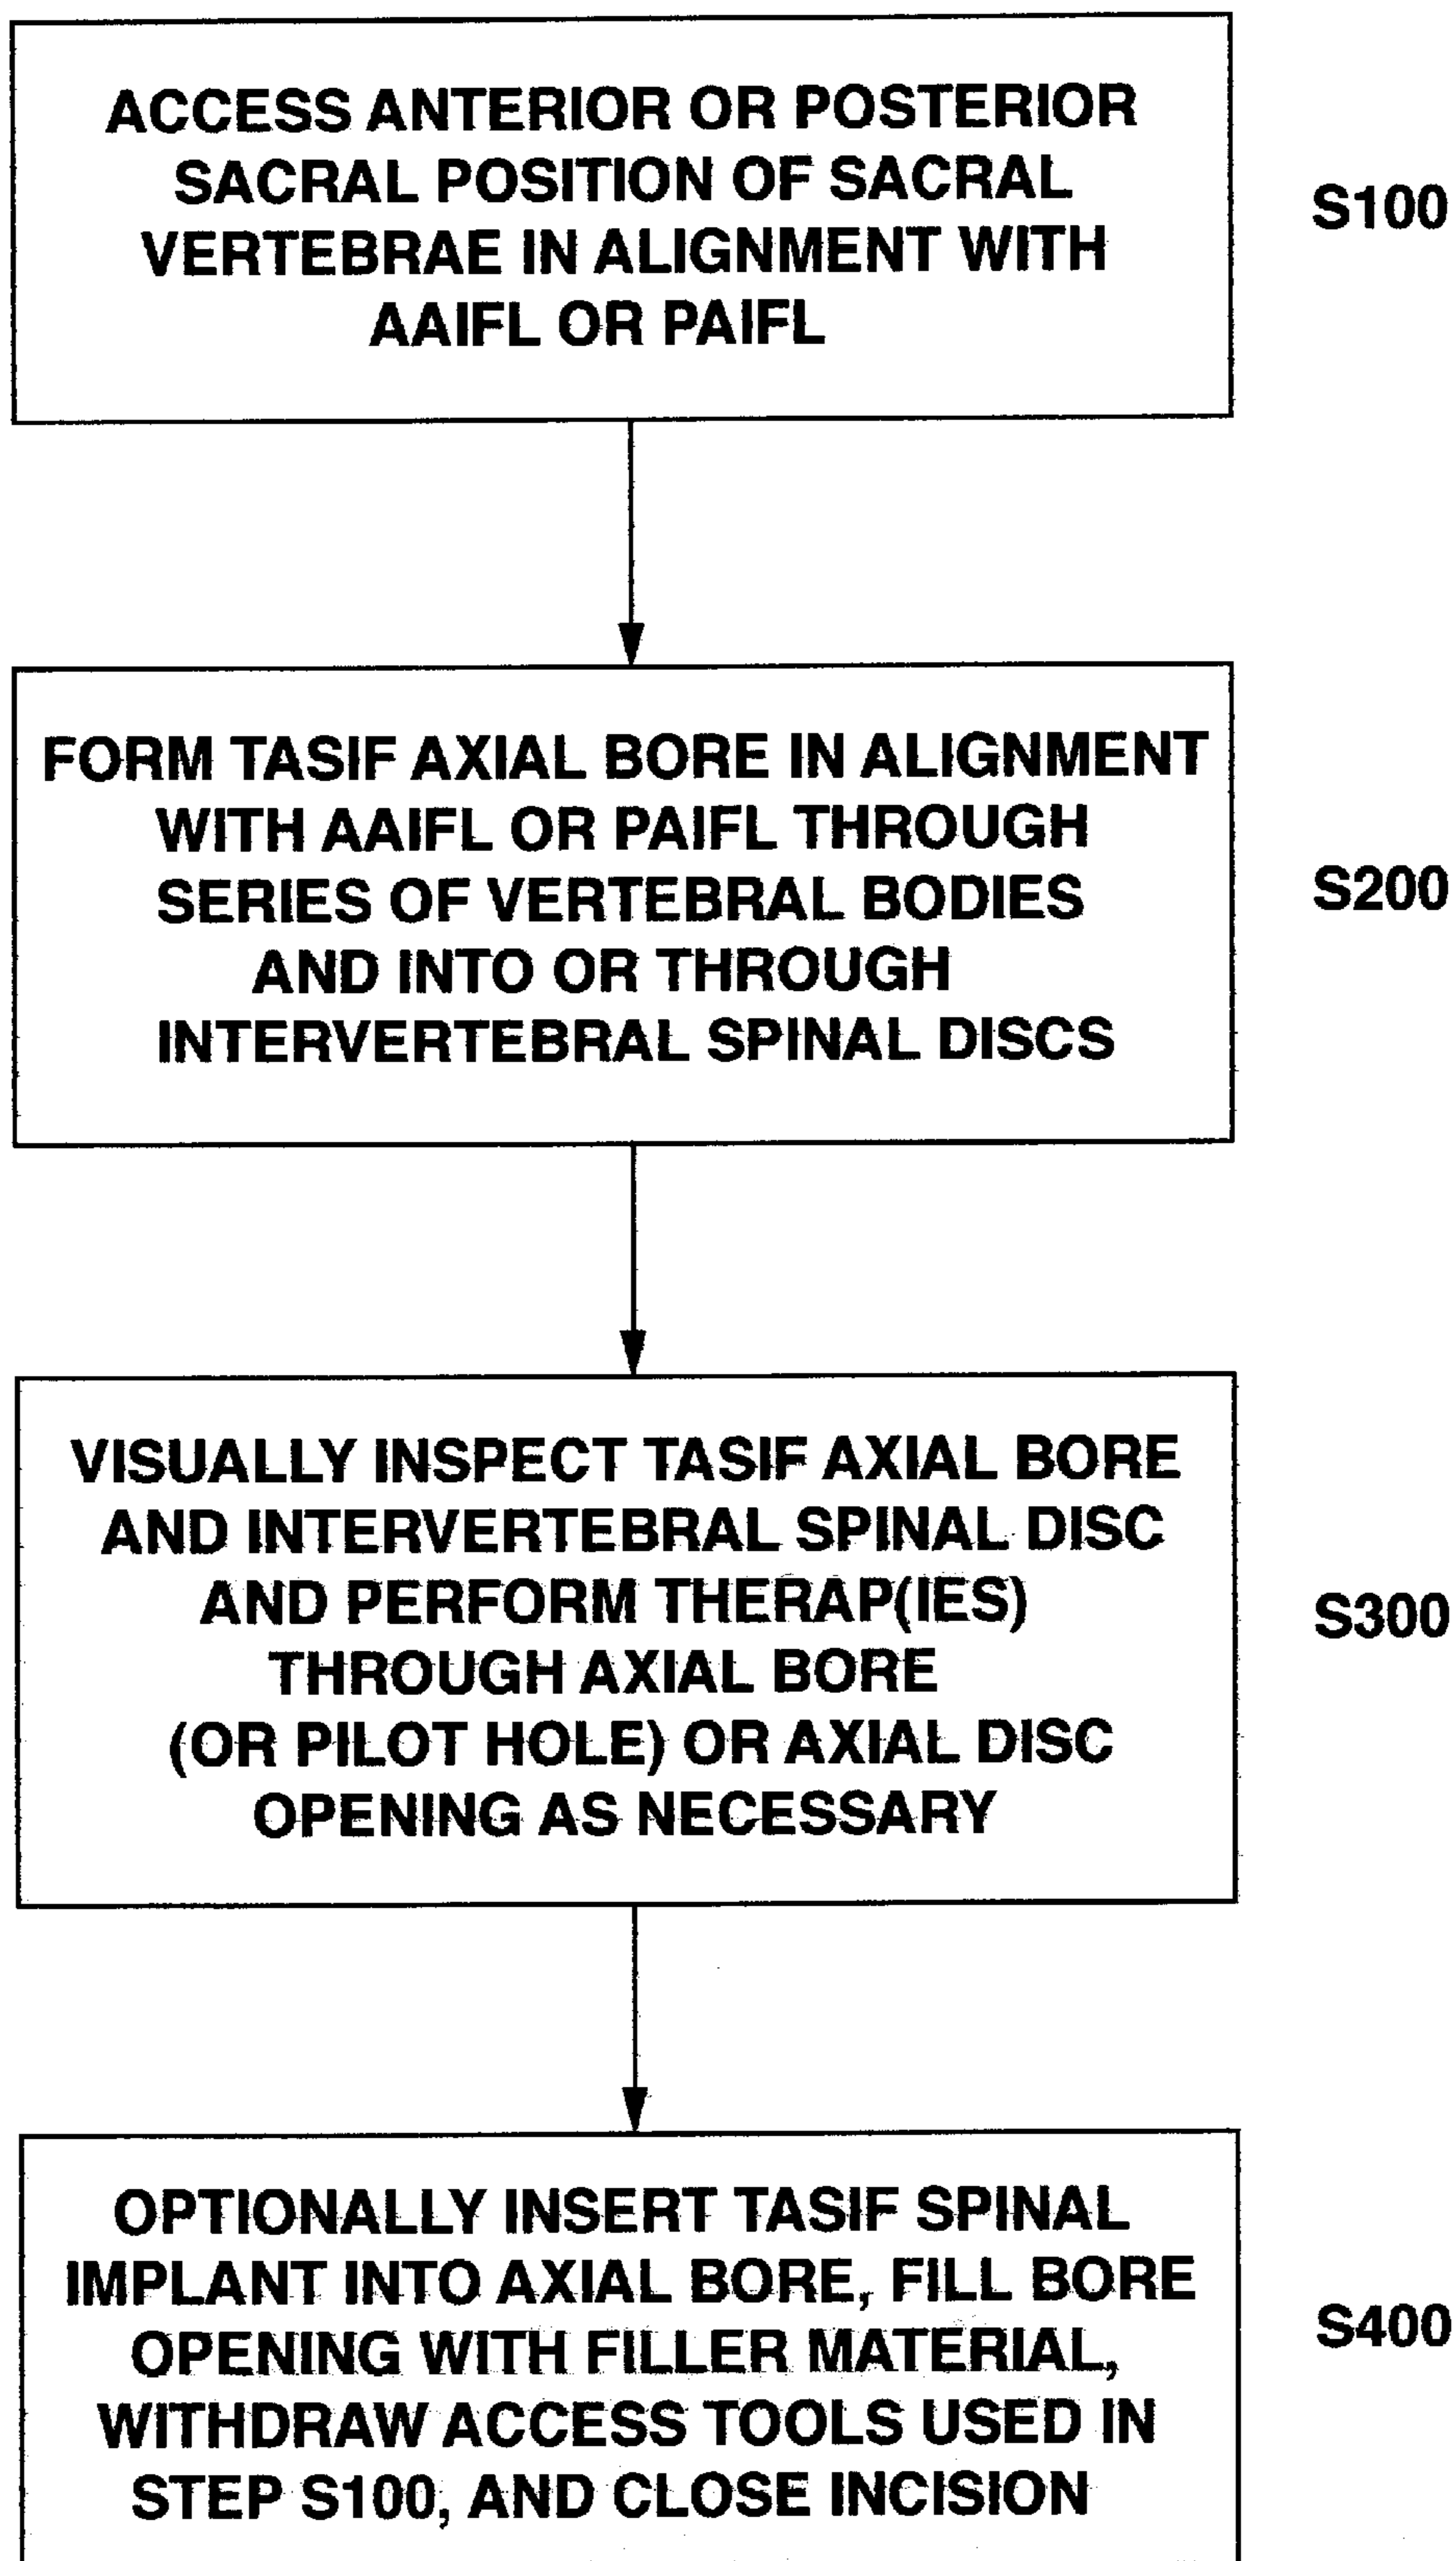 ACCESS ANTERIOR OR POSTERIOR
SACRAL POSITION OF SACRAL
VERTEBRAE IN ALIGNMENT WITH
AAIFL OR PAIFL
S100
FORM TASIF AXIAL BORE IN ALIGNMENT
WITH AAIFL OR PAIFL THROUGH
SERIES OF VERTEBRAL BODIES
AND INTO OR THROUGH
INTERVERTEBRAL SPINAL DISCS
S200
VISUALLY INSPECT TASIF AXIAL BORE
AND INTERVERTEBRAL SPINAL DISC
AND PERFORM THERAP(IES)
THROUGH AXIAL BORE
(OR PILOT HOLE) OR AXIAL DISC
OPENING AS NECESSARY
S300
OPTIONALLY INSERT TASIF SPINAL
IMPLANT INTO AXIAL BORE, FILL BORE
OPENING WITH FILLER MATERIAL,
WITHDRAW ACCESS TOOLS USED IN
STEP S100, AND CLOSE INCISION
S400